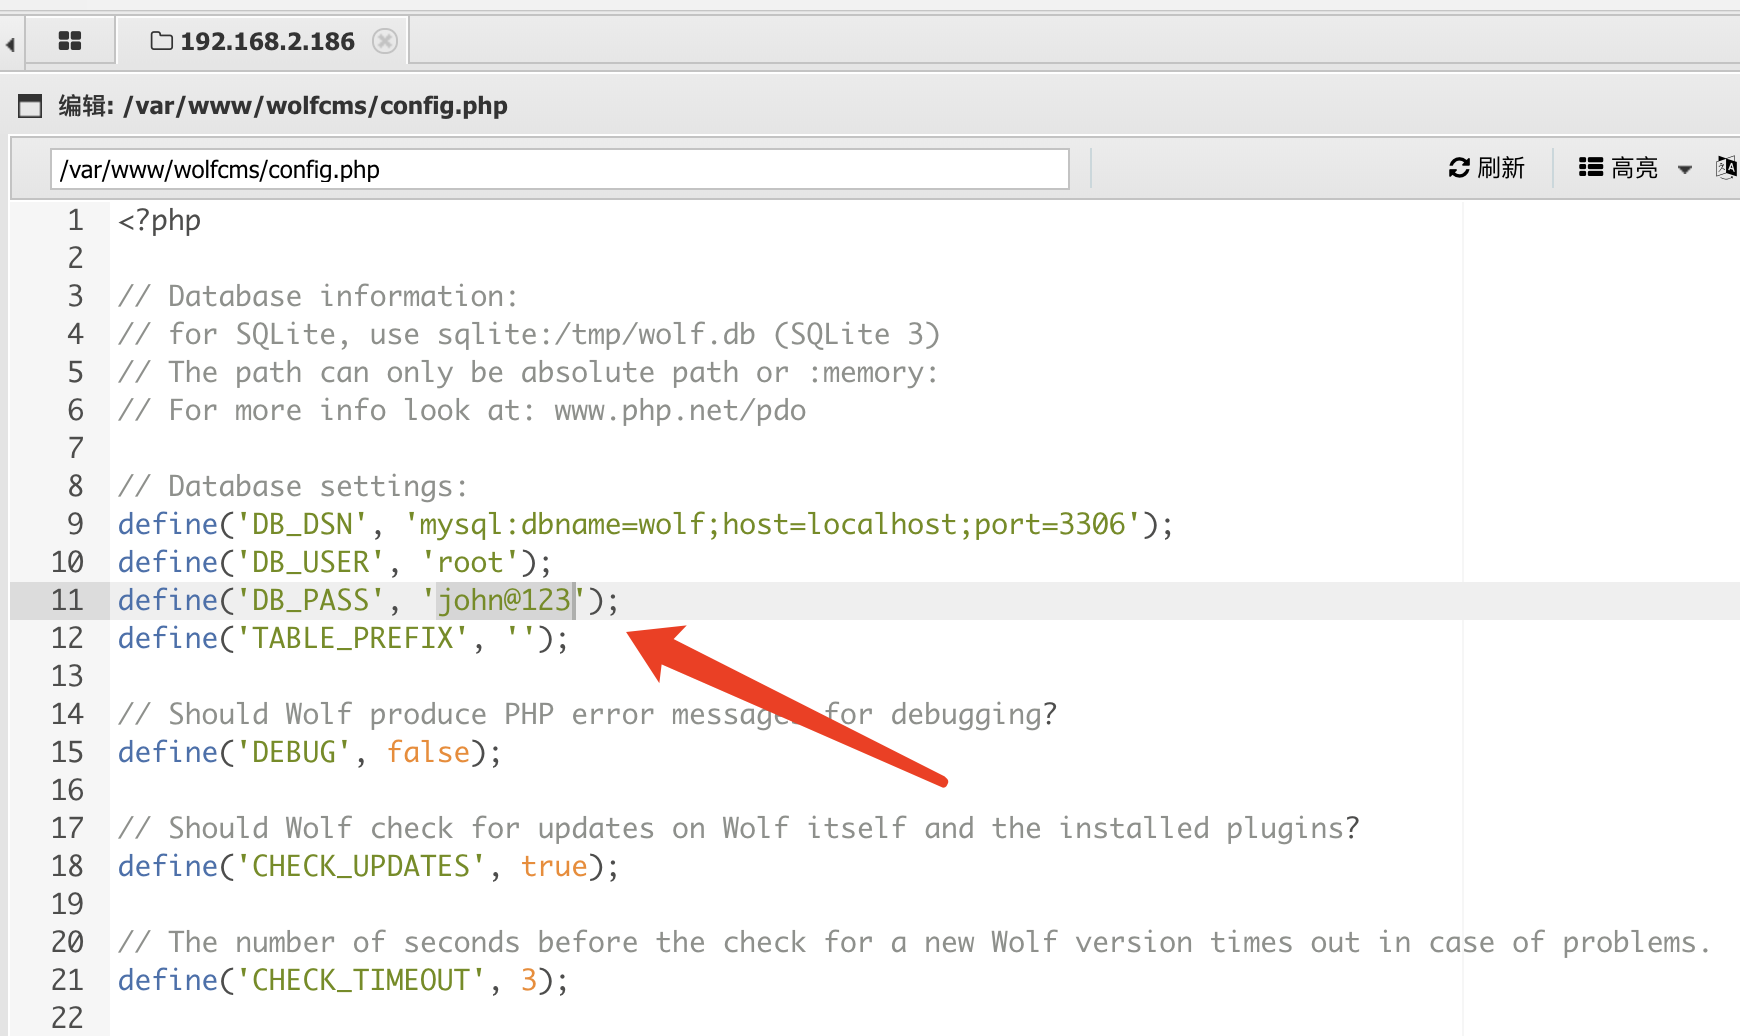 192.168.2.186
编辑: /var/www/wolfcms/config.php
/var/www/wolfcms/config.php 刷新 高亮
1 <?php
2
3 // Database information:
4 // for SQLite, use sqlite:/tmp/wolf.db (SQLite 3)
5 // The path can only be absolute path or :memory:
6 // For more info look at: www.php.net/pdo
7
8 // Database settings:
9 define('DB_DSN', 'mysql:dbname=wolf;host=localhost;port=3306');
10 define('DB_USER', 'root');
11 define('DB_PASS', 'john@123');
12 define('TABLE_PREFIX', '');
13
14 // Should Wolf produce PHP error messages for debugging?
15 define('DEBUG', false);
16
17 // Should Wolf check for updates on Wolf itself and the installed plugins?
18 define('CHECK_UPDATES', true);
19
20 // The number of seconds before the check for a new Wolf version times out in case of problems.
21 define('CHECK_TIMEOUT', 3);
22